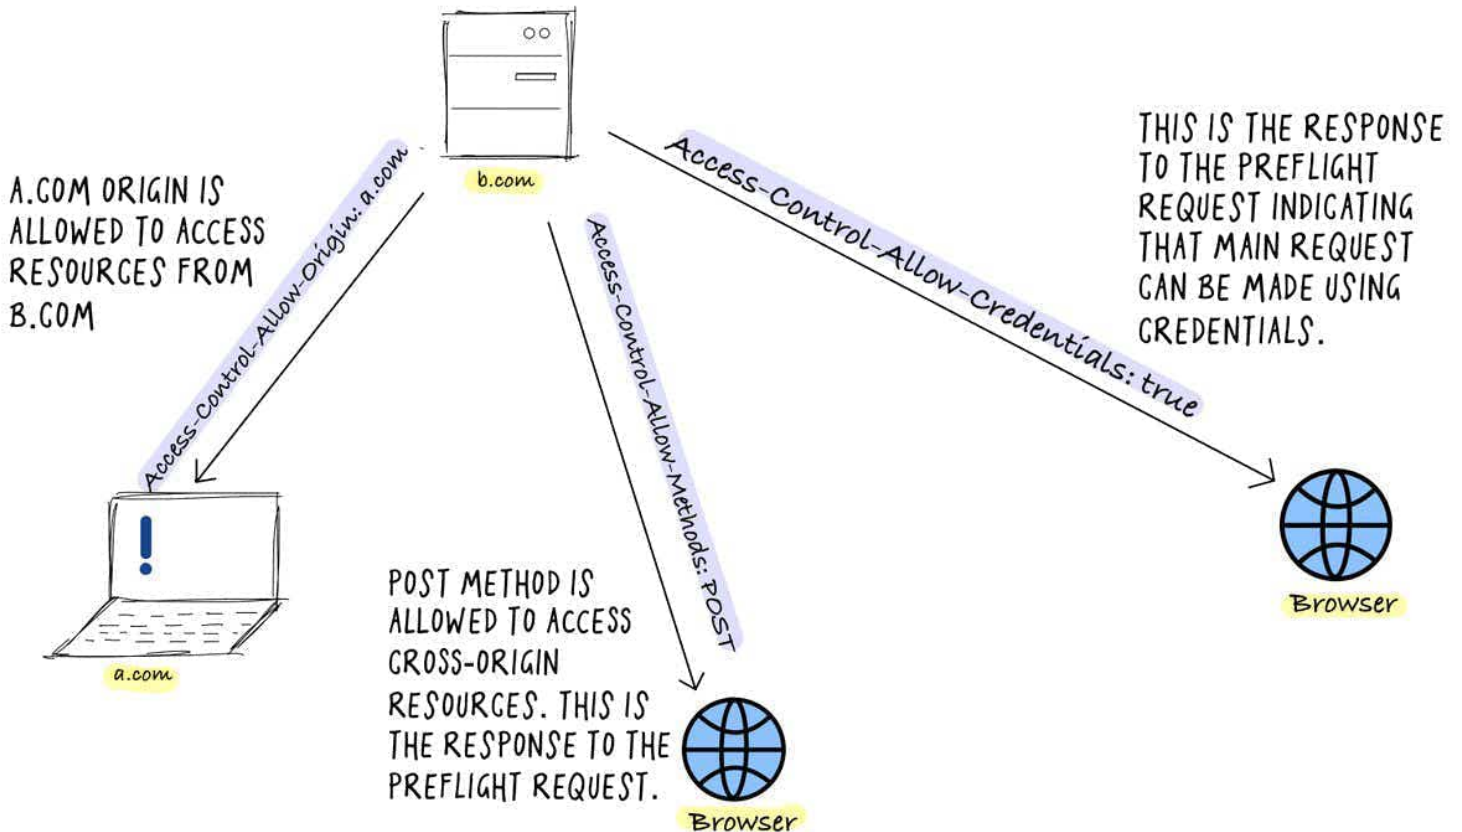 b.com
A.COM ORIGIN IS
ALLOWED TO ACCESS
RESOURCES FROM
B.COM
Access-Control-Allow-Origin: a.com
a.com
Access-Control-Allow-Methods: POST
POST METHOD IS
ALLOWED TO ACCESS
CROSS-ORIGIN
RESOURCES. THIS IS
THE RESPONSE TO THE
PREFLIGHT REQUEST.
Browser
Access-Control-Allow-Credentials: true
THIS IS THE RESPONSE
TO THE PREFLIGHT
REQUEST INDICATING
THAT MAIN REQUEST
CAN BE MADE USING
CREDENTIALS.
Browser